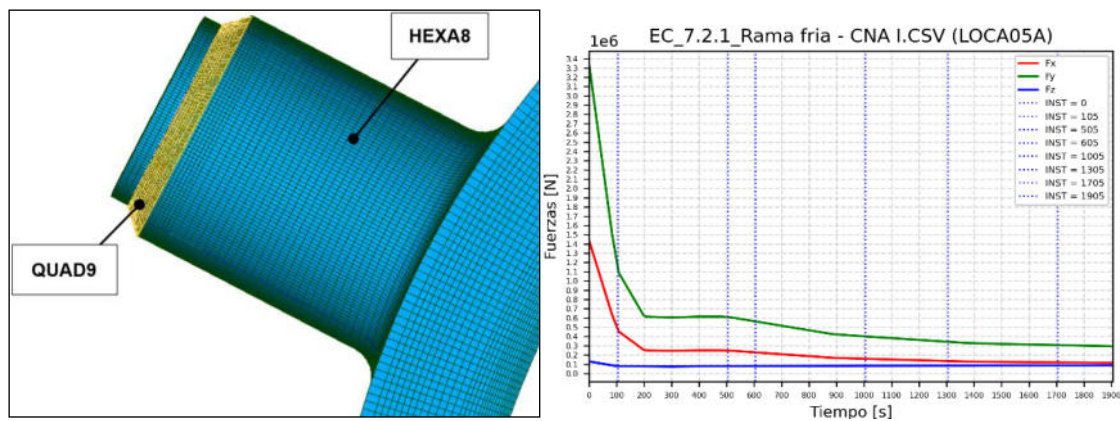 HEXA8
QUAD9
EC_7.2.1_Rama fria - CNA I.CSV (LOCA05A)
1e6
Fuerzas [N]
3.4
3.3
3.2
3.1
3.0
2.9
2.8
2.7
2.6
2.5
2.4
2.3
2.2
2.1
2.0
1.9
1.8
1.7
1.6
1.5
1.4
1.3
1.2
1.1
1.0
0.9
0.8
0.7
0.6
0.5
0.4
0.3
0.2
0.1
0.0
Fx
Fy
Fz
INST = 0
INST = 105
INST = 505
INST = 605
INST = 1005
INST = 1305
INST = 1705
INST = 1905
0 100 200 300 400 500 600 700 800 900 1000 1100 1200 1300 1400 1500 1600 1700 1800 1900
Tiempo [s]